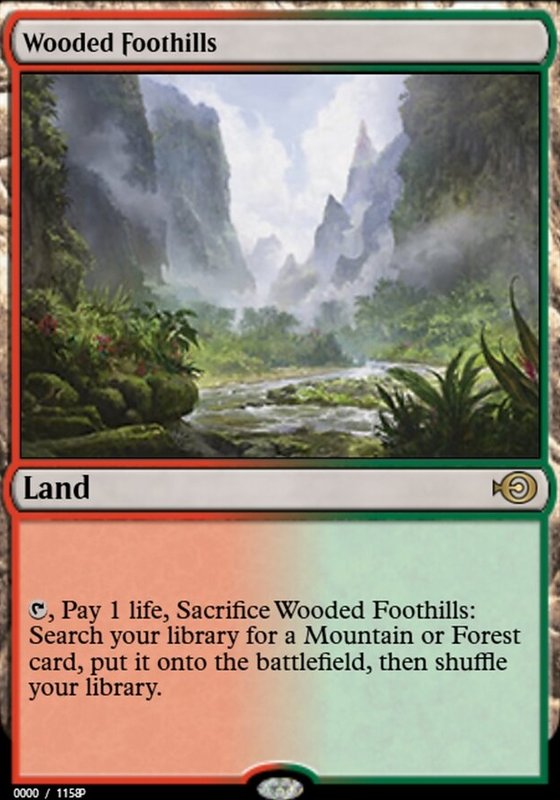 Wooded Foothills
Land
, Pay 1 life, Sacrifice Wooded Foothills:
Search your library for a Mountain or Forest
card, put it onto the battlefield, then shuffle
your library.
0000 / 1158P